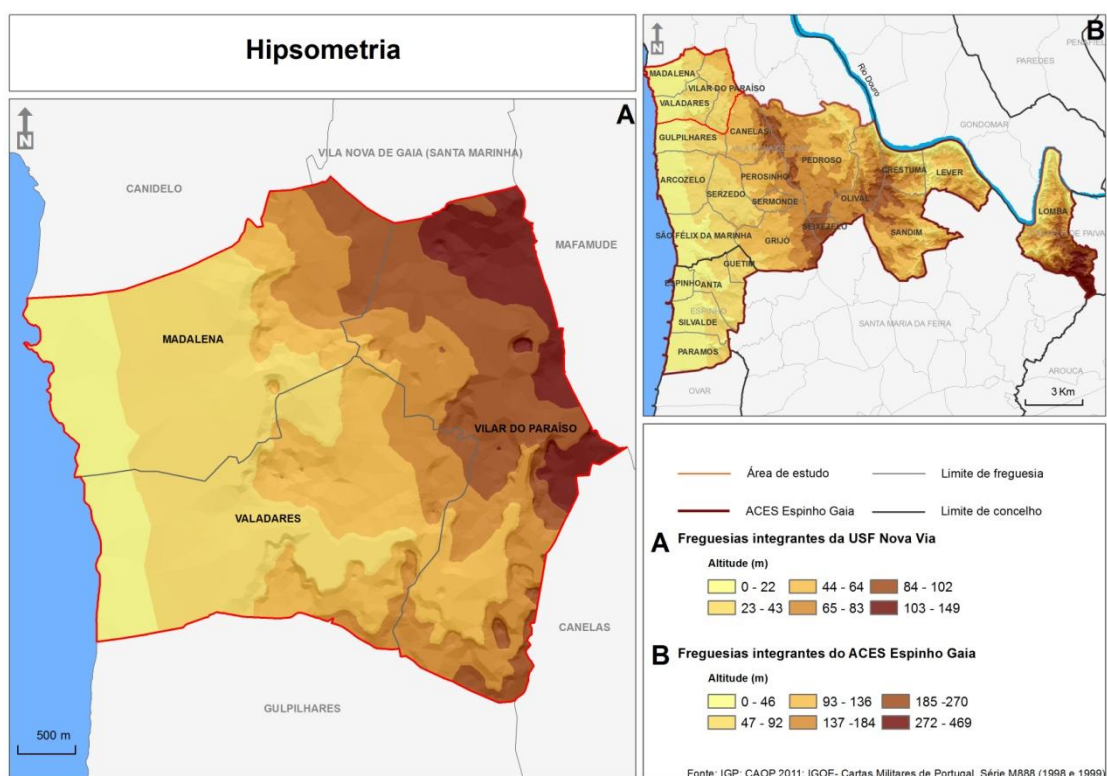 Hipsometria
A
N
VILA NOVA DE GAIA (SANTA MARINHA)
CANIDELO
MAFAMUDE
MADALENA
VILAR DO PARAÍSO
VALADARES
CANELAS
GULPILHARES
500 m
B
N
PENAFIEL
PAREDES
Rio Douro
MADALENA
VILAR DO PARAÍSO
VALADARES
GONDOMAR
GULPILHARES
CANELAS
PEDROSO
CRESTUMA
LEVER
ARCOZELO
PEROSINHO
SERZEDO
SERMONDE
OLIVAL
LOMBA
SEIXEZELO
SANDIM
SÃO FÉLIX DA MARINHA
GRIJÓ
DE PAIVA
GUETIM
ESPINHO
ANTA
ESPINHO
SILVALDE
SANTA MARIA DA FEIRA
PARAMOS
AROUCA
OVAR
3 Km
Área de estudo
Limite de freguesia
ACES Espinho Gaia
Limite de concelho
A Freguesias integrantes da USF Nova Via
Altitude (m)
0 - 22 44 - 64 84 - 102
23 - 43 65 - 83 103 - 149
B Freguesias integrantes do ACES Espinho Gaia
Altitude (m)
0 - 46 93 - 136 185 -270
47 - 92 137 - 184 272 - 469
Fonte: IGP: CAOP 2011; IGOE- Cartas Militares de Portugal, Série M888 (1998 e 1999)